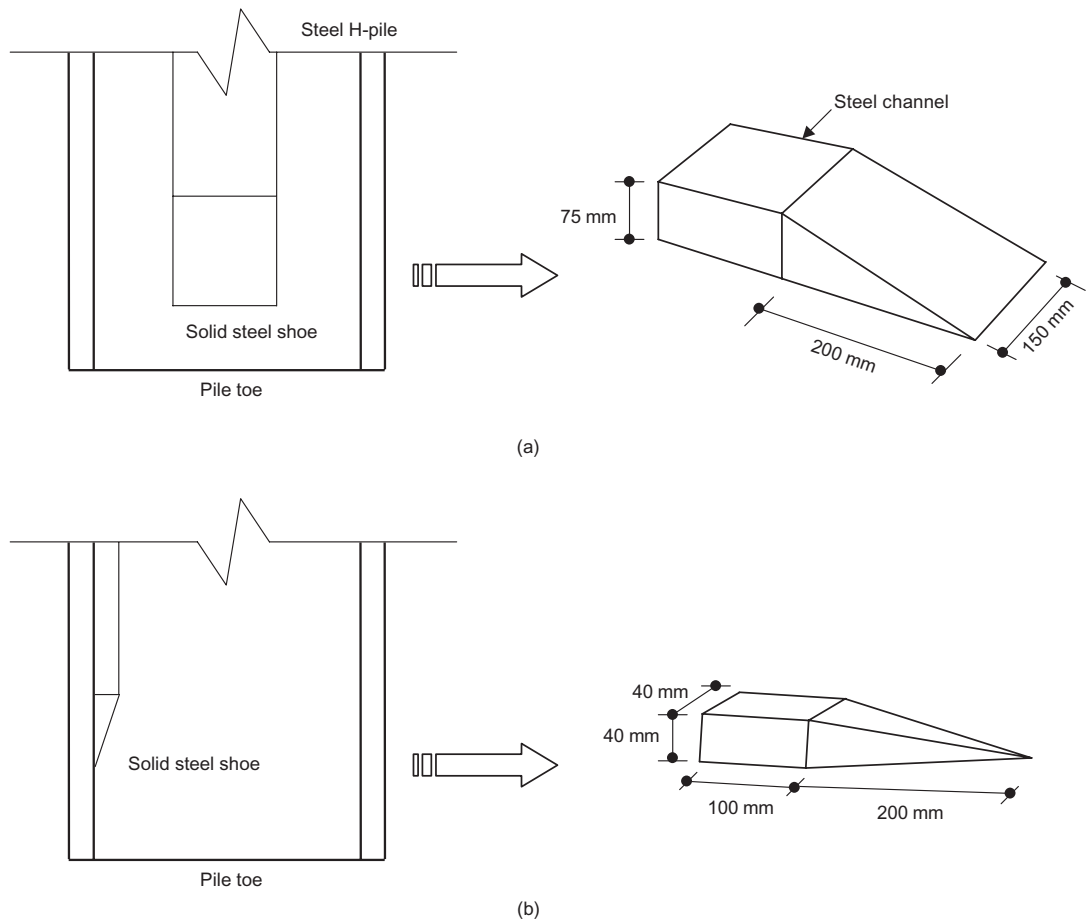 Steel H-pile
Steel channel
75 mm
200 mm
150 mm
Solid steel shoe
Pile toe
(a)
40 mm
40 mm
Solid steel shoe
100 mm
200 mm
Pile toe
(b)